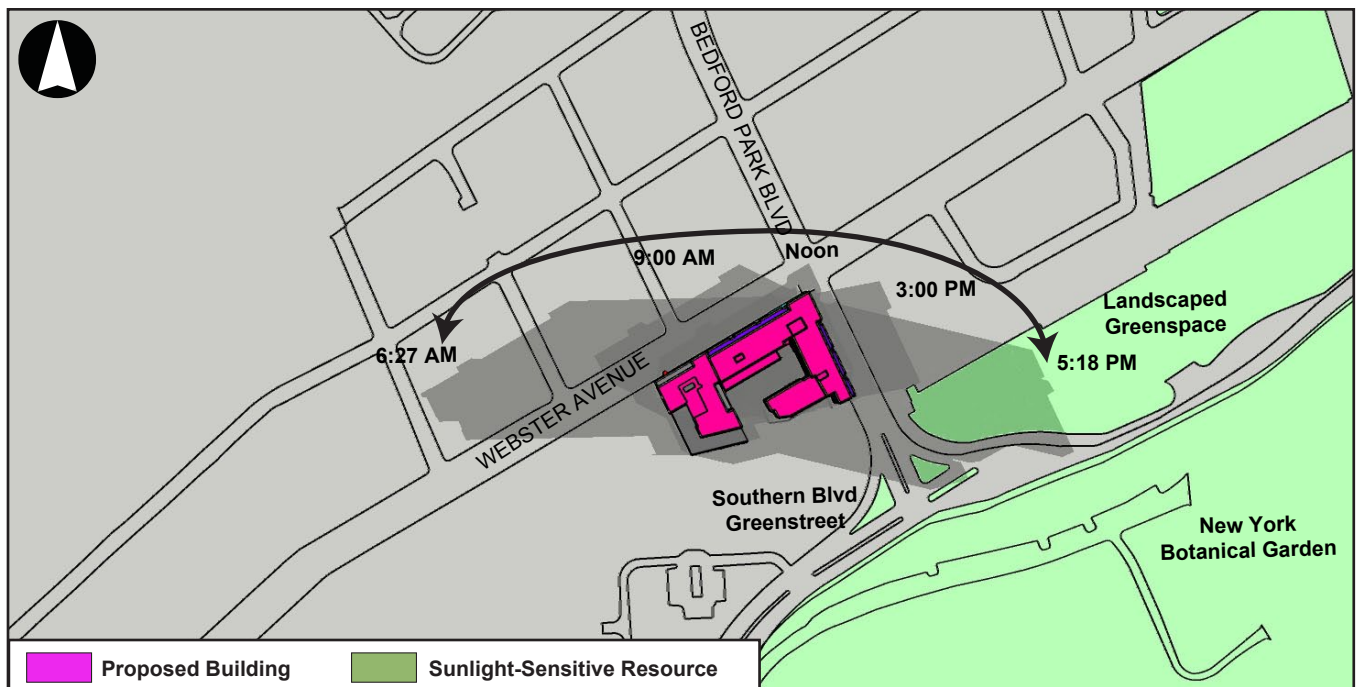 BEDFORD PARK BLVD
9:00 AM
Noon
3:00 PM
Landscaped
Greenspace
6:27 AM
5:18 PM
WEBSTER AVENUE
Southern Blvd
Greenstreet
New York
Botanical Garden
Proposed Building
Sunlight-Sensitive Resource